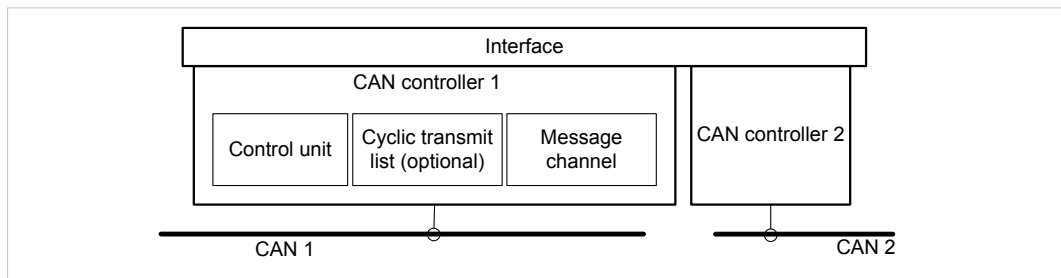 Interface
CAN controller 1
Control unit
Cyclic transmit
list (optional)
Message
channel
CAN controller 2
CAN 1
CAN 2